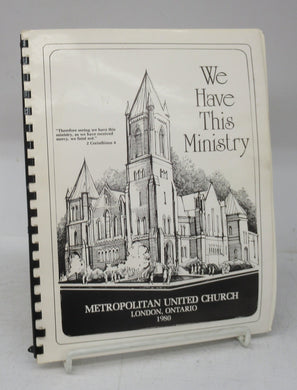 We
Have
This
Ministry
"Therefore seeing we have this
ministry, as we have received
mercy, we faint not."
2 Corinthians 4
METROPOLITAN UNITED CHURCH
LONDON, ONTARIO
1980